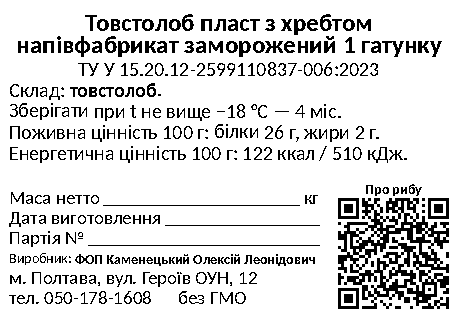 Товстолоб пласт з хребтом
напівфабрикат заморожений 1 гатунку
ТУ У 15.20.12-2599110837-006:2023
Склад: товстолоб.
Зберігати при t не вище −18 °C — 4 міс.
Поживна цінність 100 г: білки 26 г, жири 2 г.
Енергетична цінність 100 г: 122 ккал / 510 кДж.
Маса нетто ______________________ кг
Дата виготовлення _________________
Партія № _________________________
Про рибу
Виробник: ФОП Каменецький Олексій Леонідович
м. Полтава, вул. Героїв ОУН, 12
тел. 050-178-1608 без ГМО